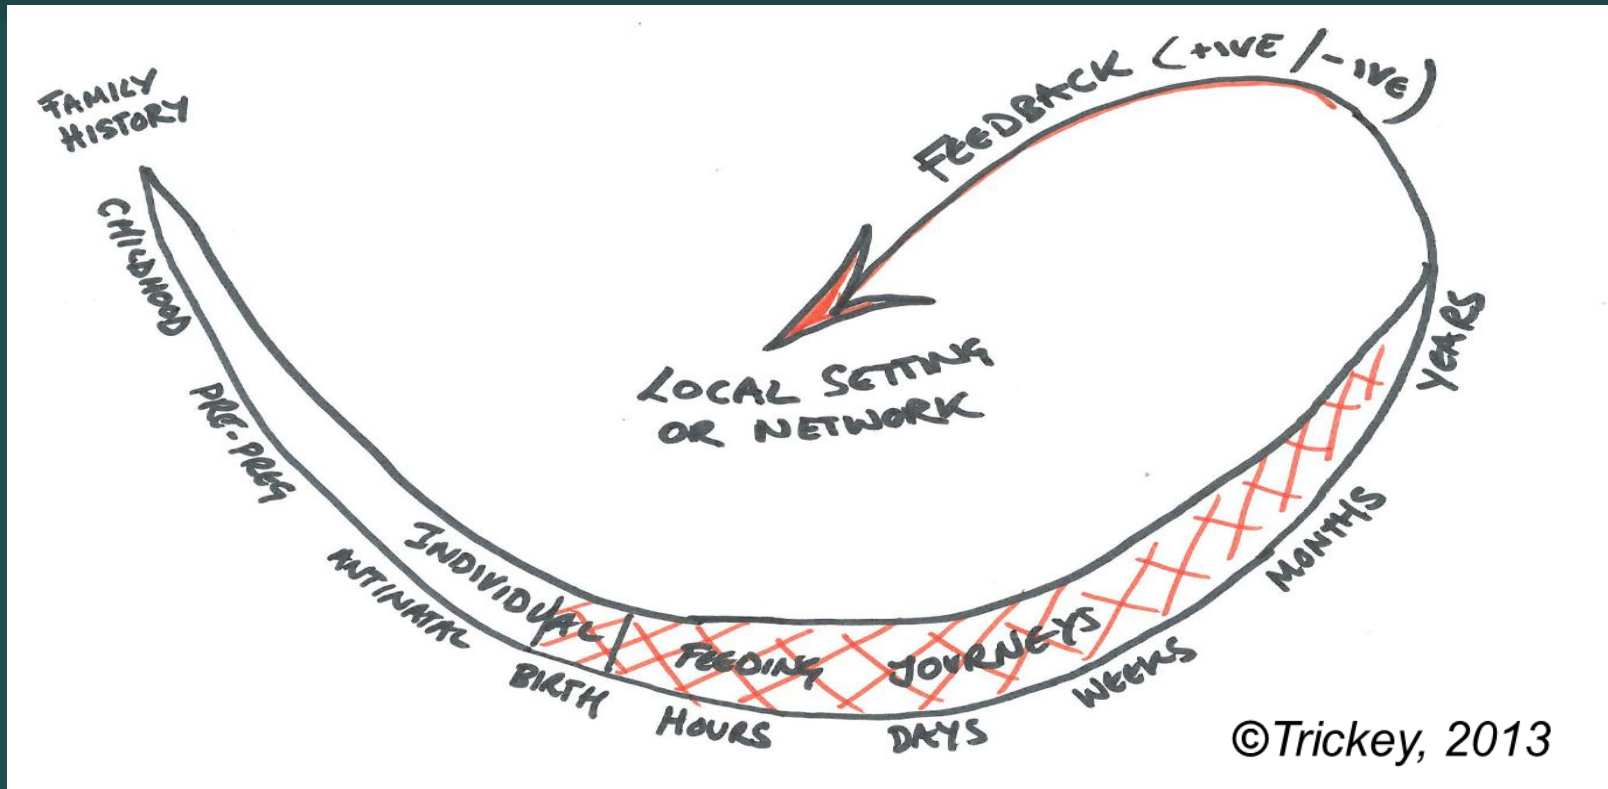 FAMILY
HISTORY
CHILDHOOD
PRE-PREG
ANTINATAL
BIRTH
HOURS
DAYS
WEEKS
MONTHS
YEARS
INDIVIDUAL FEEDING JOURNEYS
FEEDBACK (+IVE/-IVE)
LOCAL SETTING
OR NETWORK
©Trickey, 2013